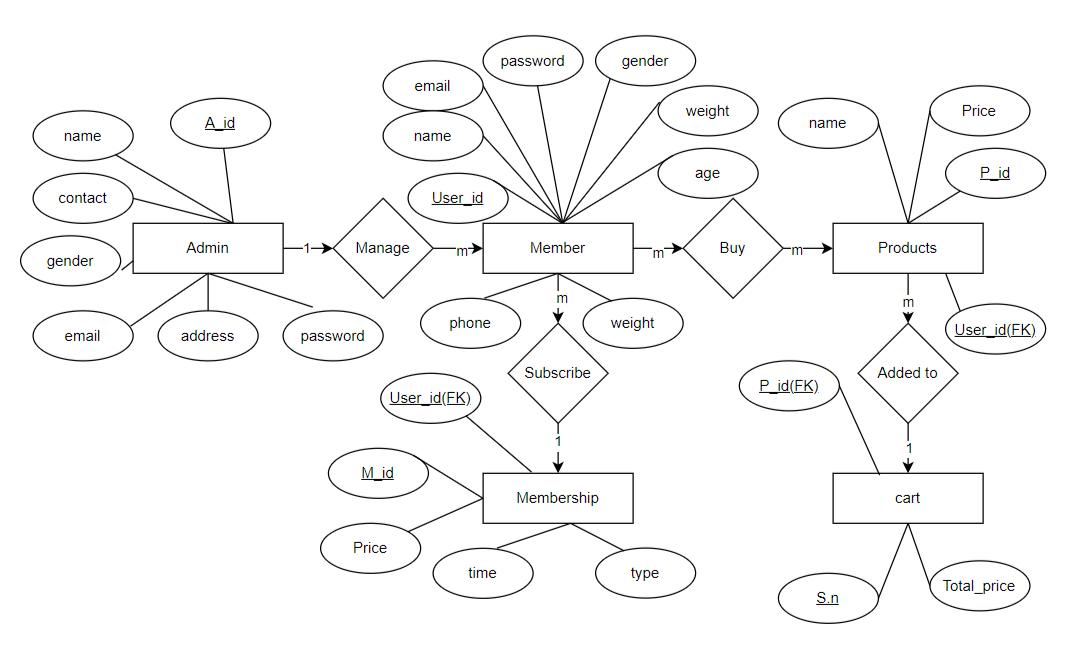 password
gender
email
weight
name
A_id
name
Price
name
age
P_id
contact
User_id
Admin
1
Manage
m
Member
m
Buy
m
Products
gender
m
m
phone
weight
User_id(FK)
email
address
password
Subscribe
Added to
User_id(FK)
P_id(FK)
1
1
M_id
Membership
cart
Price
time
type
S.n
Total_price